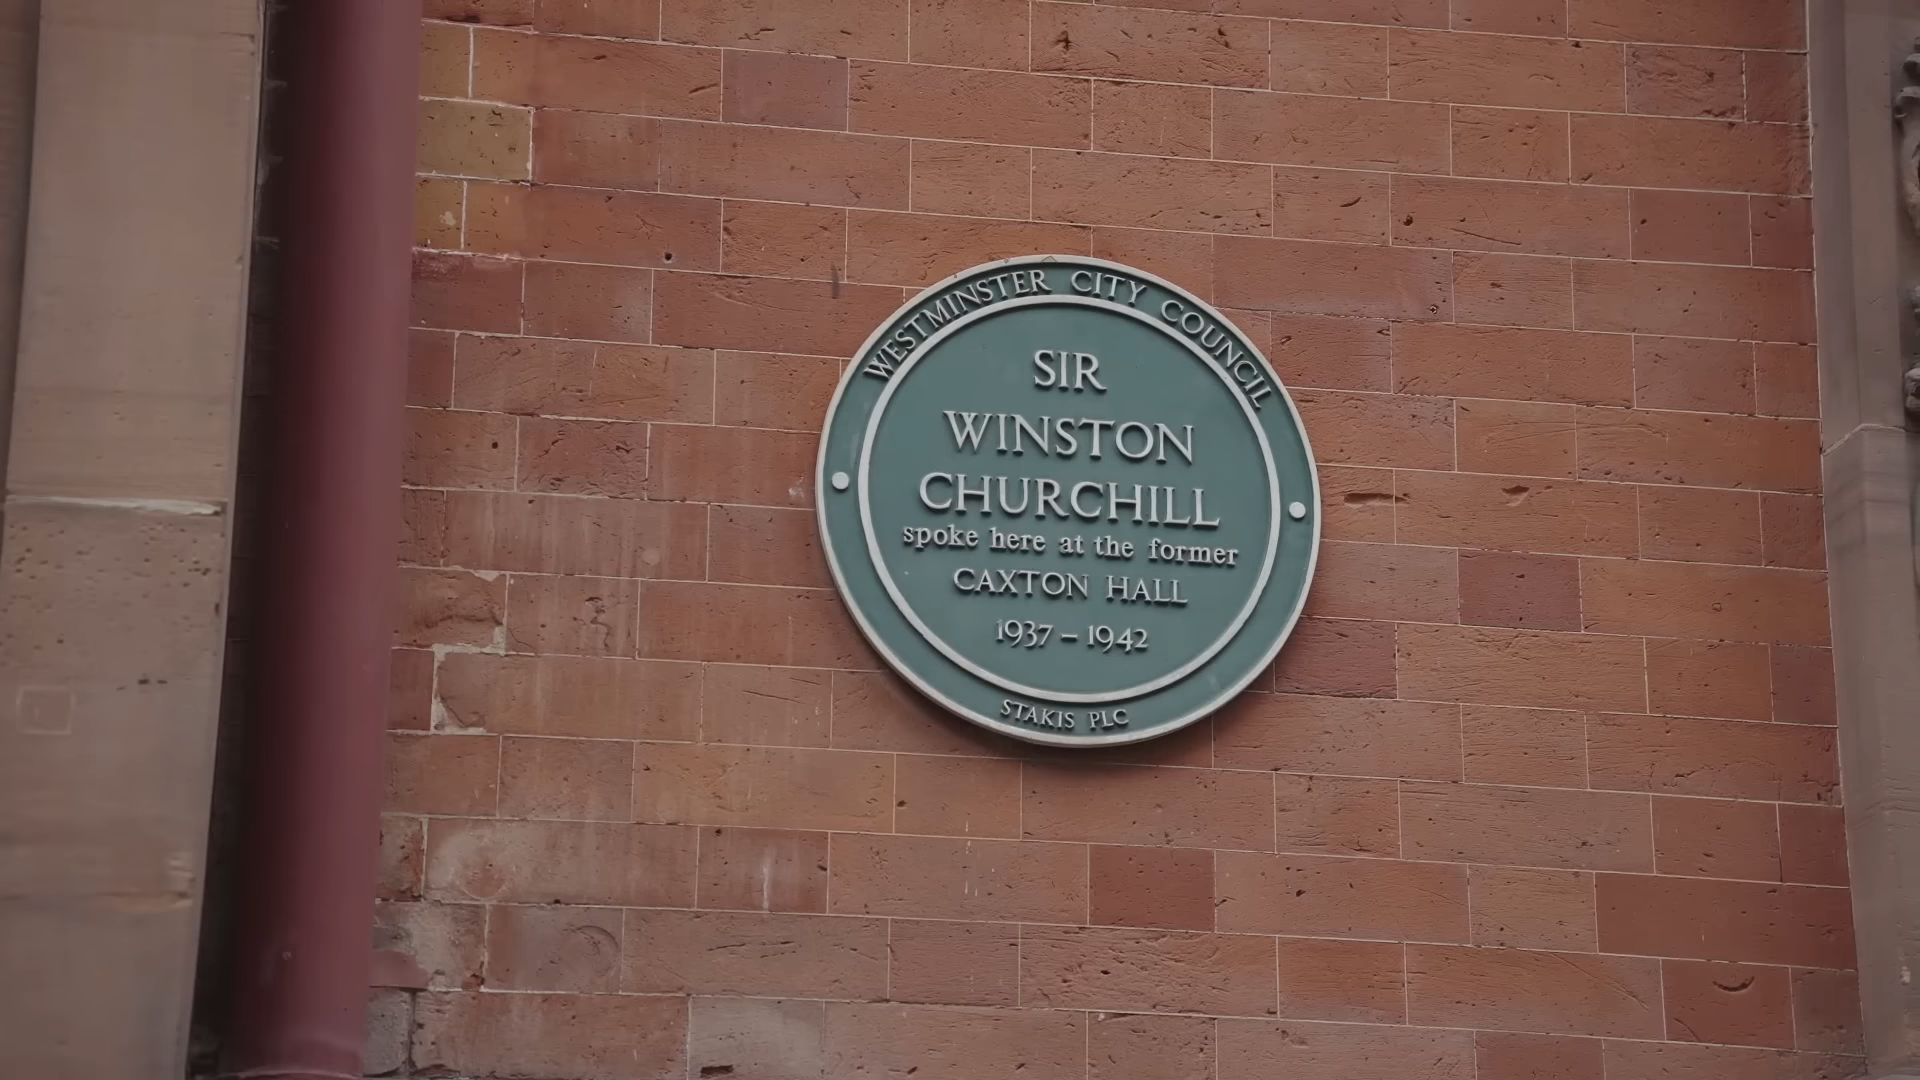 WESTMINSTER CITY COUNCIL
SIR
WINSTON
CHURCHILL
spoke here at the former
CAXTON HALL
1937 – 1942
STAKIS PLC